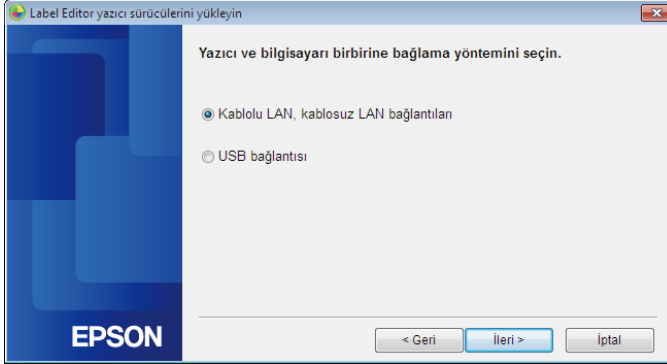 Label Editor yazıcı sürücülerini yükleyin
Yazıcı ve bilgisayarı birbirine bağlama yöntemini seçin.
Kablolu LAN, kablosuz LAN bağlantıları
USB bağlantısı
EPSON
< Geri
İleri >
İptal